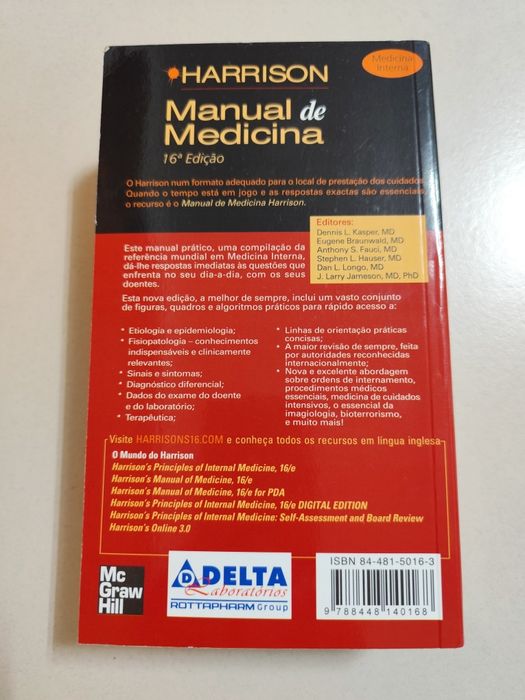 HARRISON
Medicina
Interna
Manual de
Medicina
16ª Edição
O Harrison num formato adequado para o local de prestação dos cuidados.
Quando o tempo está em jogo e as respostas exactas são essenciais,
o recurso é o Manual de Medicina Harrison.
Editores:
Dennis L. Kasper, MD
Eugene Braunwald, MD
Anthony S. Fauci, MD
Stephen L. Hauser, MD
Dan L. Longo, MD
J. Larry Jameson, MD, PhD
Este manual prático, uma compilação da
referência mundial em Medicina Interna,
dá-lhe respostas imediatas às questões que
enfrenta no seu dia-a-dia, com os seus
doentes.
Esta nova edição, a melhor de sempre, inclui um vasto conjunto
de figuras, quadros e algoritmos práticos para rápido acesso a:
* Etiologia e epidemiologia;
* Fisiopatologia – conhecimentos
indispensáveis e clinicamente
relevantes;
* Sinais e sintomas;
* Diagnóstico diferencial;
* Dados do exame do doente
e do laboratório;
* Terapêutica;
* Linhas de orientação práticas
concisas;
* A maior revisão de sempre, feita
por autoridades reconhecidas
internacionalmente;
* Nova e excelente abordagem
sobre ordens de internamento,
procedimentos médicos
essenciais, medicina de cuidados
intensivos, o essencial da
imagiologia, bioterrorismo,
e muito mais!
Visite HARRISONS16.COM e conheça todos os recursos em língua inglesa
O Mundo do Harrison
Harrison's Principles of Internal Medicine, 16/e
Harrison's Manual of Medicine, 16/e
Harrison's Manual of Medicine, 16/e for PDA
Harrison's Principles of Internal Medicine, 16/e DIGITAL EDITION
Harrison's Principles of Internal Medicine: Self-Assessment and Board Review
Harrison's Online 3.0
Mc
Graw
Hill
D DELTA
Laboratórios
ROTTAPHARM Group
ISBN 84-481-5016-3
9 788448 140168